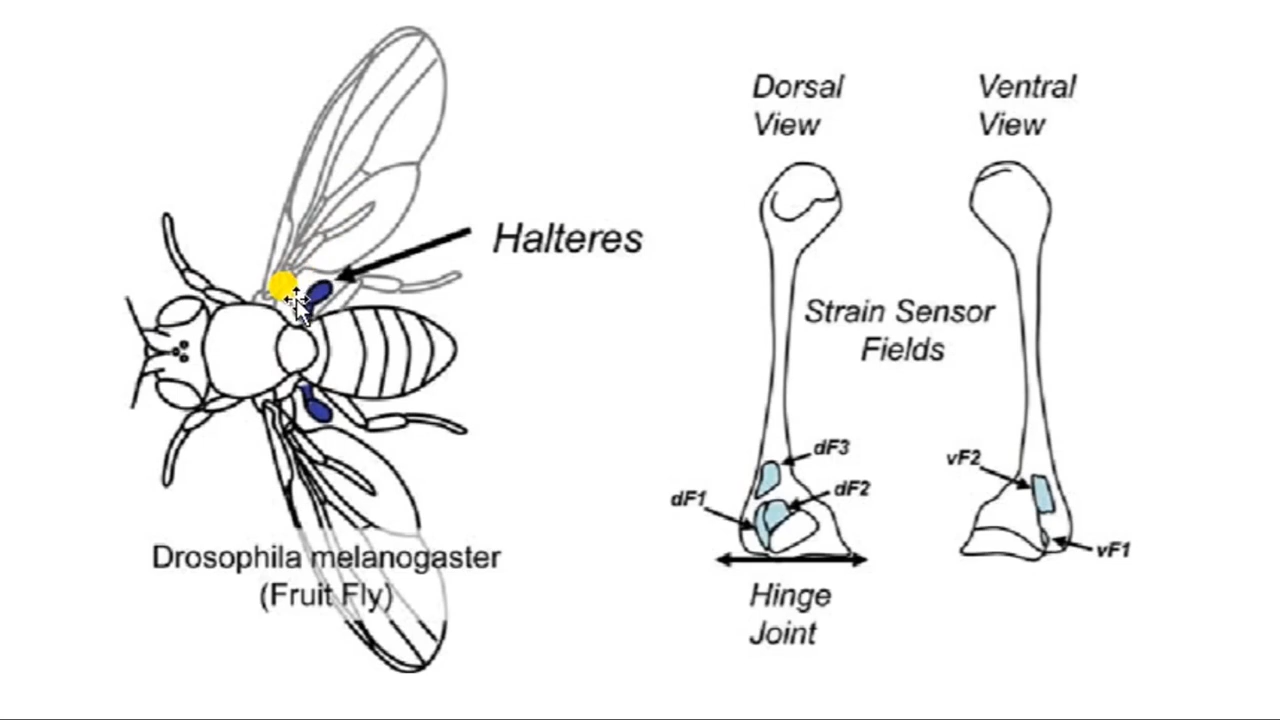 Halteres
Drosophila melanogaster
(Fruit Fly)
Dorsal
View
Ventral
View
Strain Sensor
Fields
dF3
dF1
dF2
vF2
vF1
Hinge
Joint